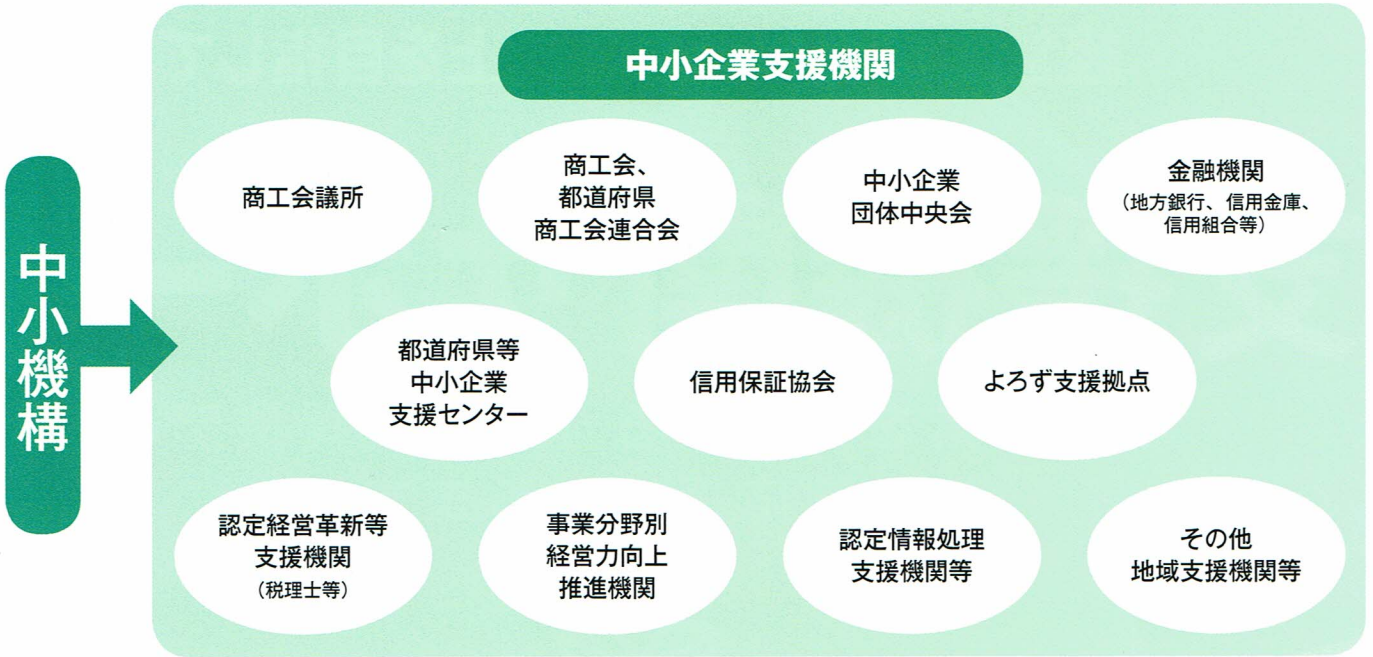 中小機構
中小企業支援機関
商工会議所
商工会、
都道府県
商工会連合会
中小企業
団体中央会
金融機関
（地方銀行、信用金庫、
信用組合等）
都道府県等
中小企業
支援センター
信用保証協会
よろず支援拠点
認定経営革新等
支援機関
（税理士等）
事業分野別
経営力向上
推進機関
認定情報処理
支援機関等
その他
地域支援機関等